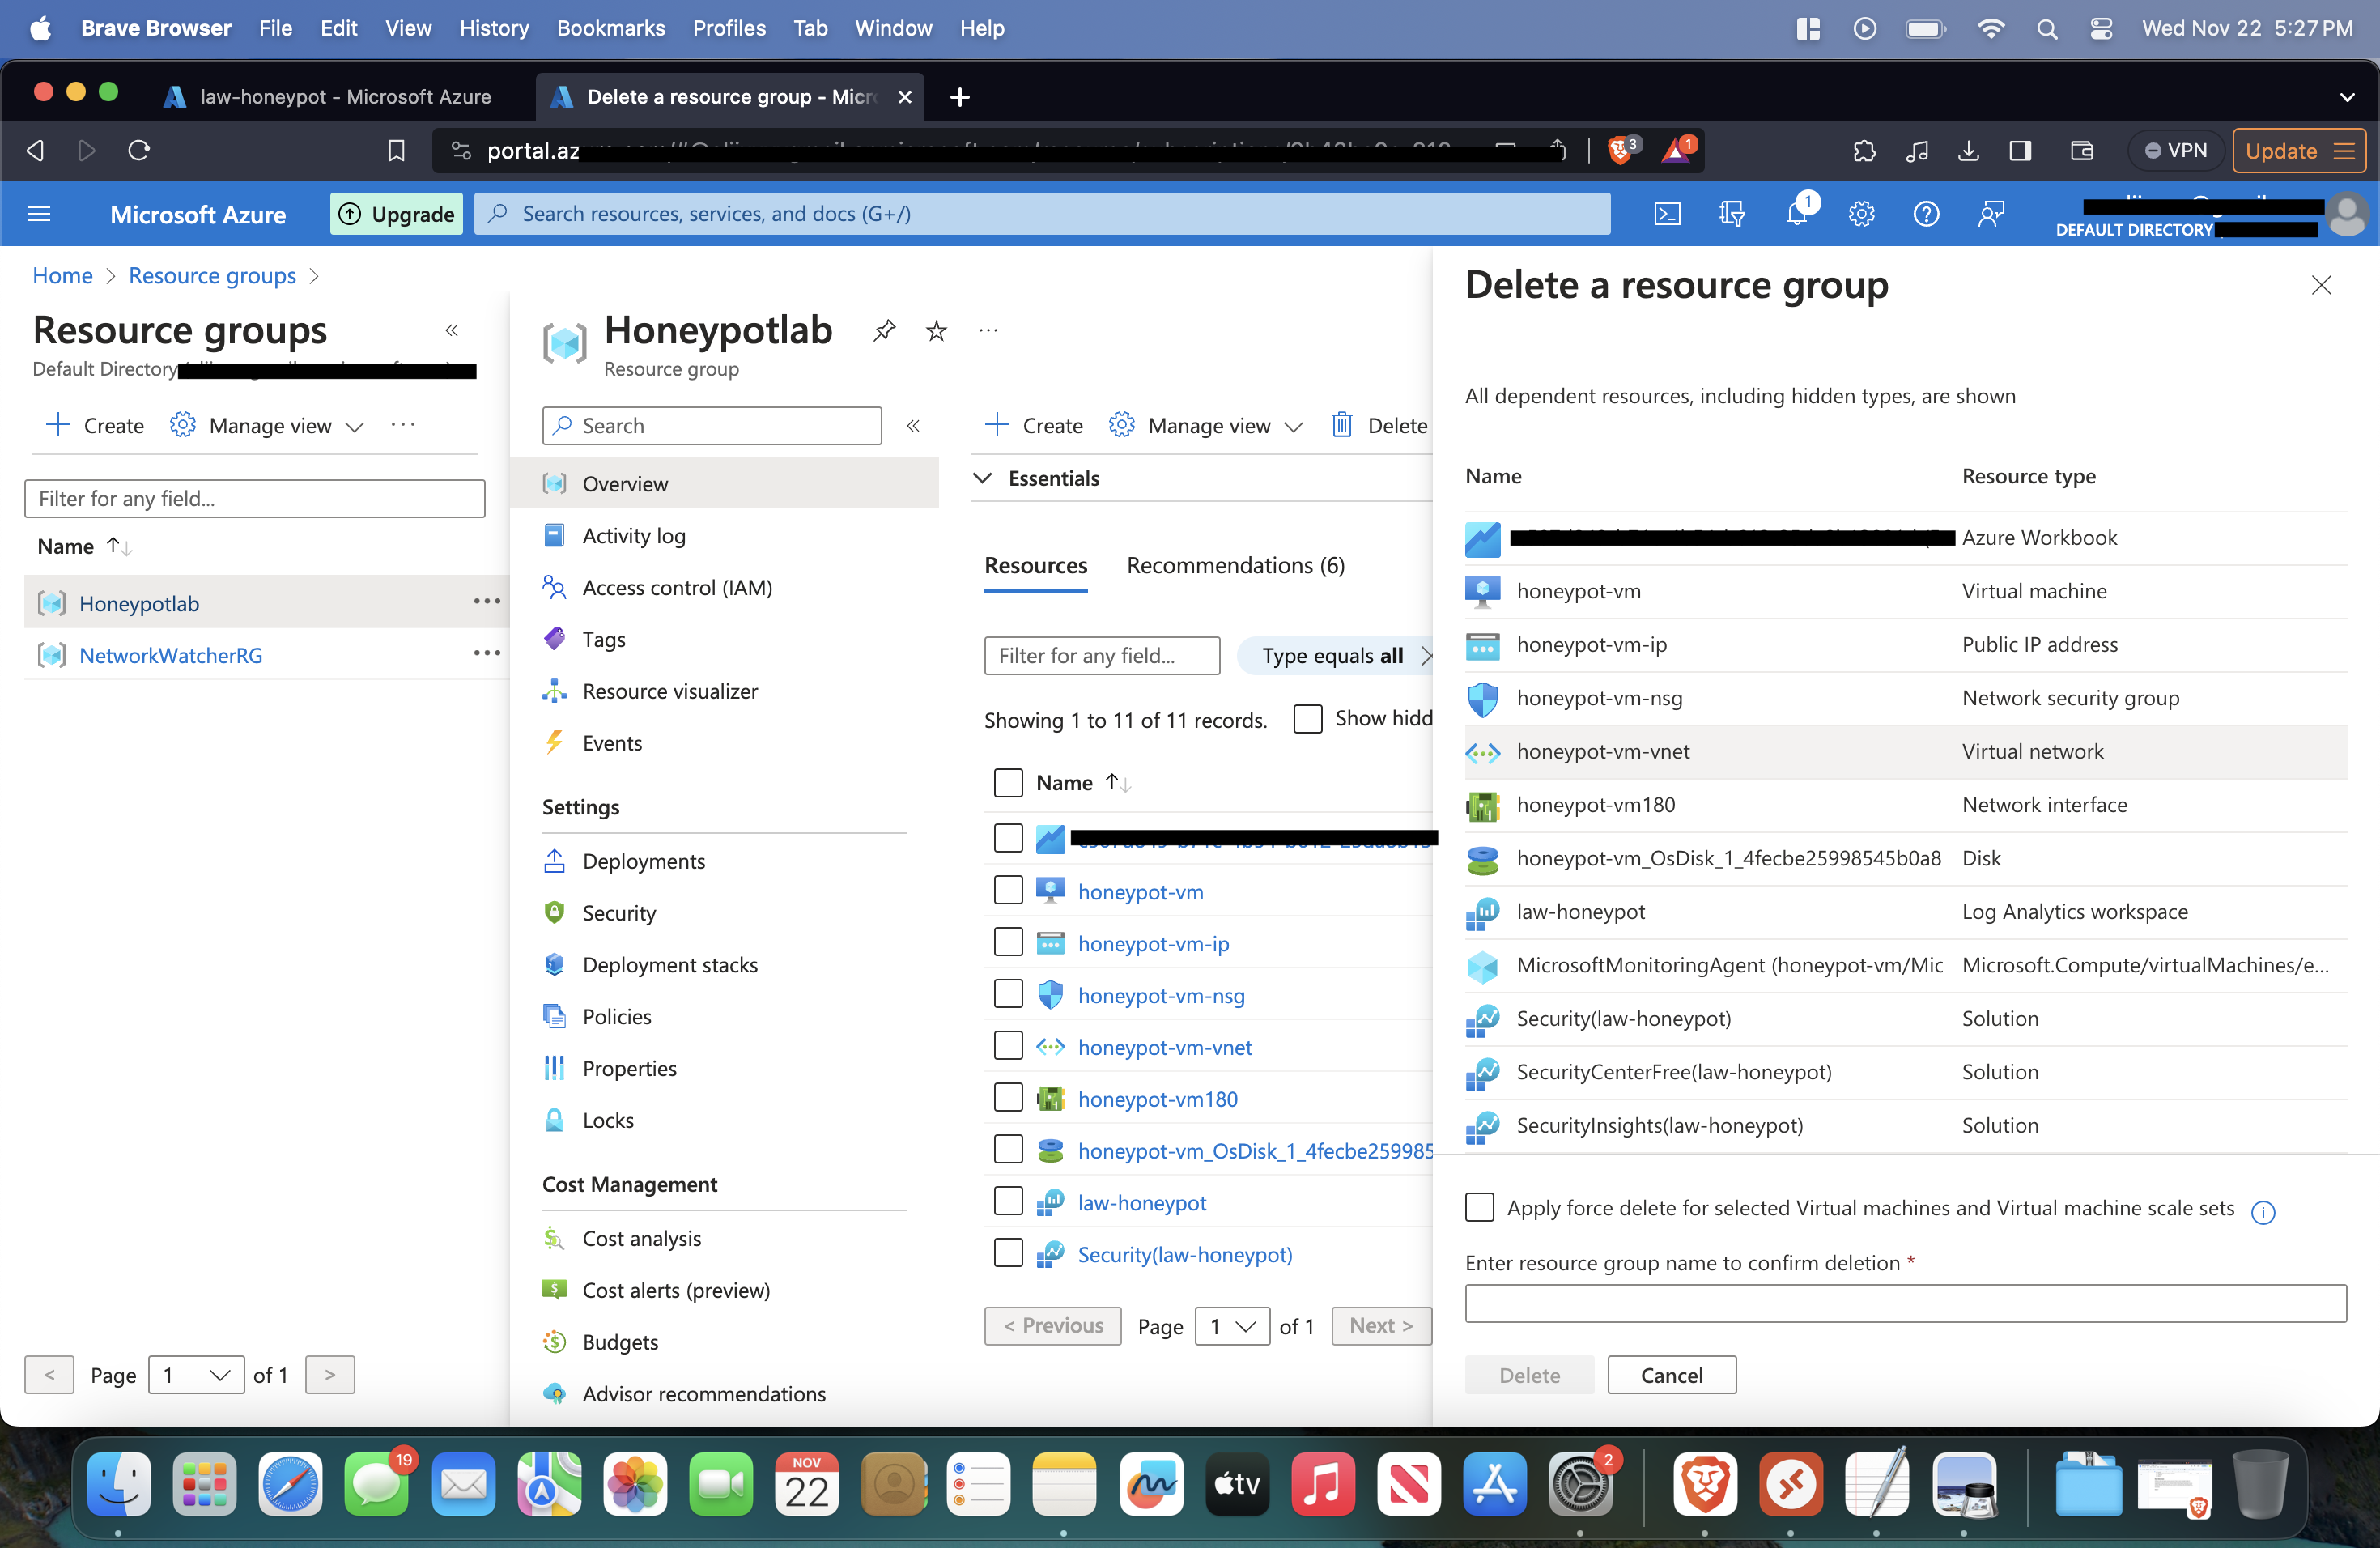 Brave Browser File Edit View History Bookmarks Profiles Tab Window Help
Wed Nov 22 5:27 PM
law-honeypot - Microsoft Azure
Delete a resource group - Micr
portal.az
3
1
VPN
Update
Microsoft Azure
Upgrade
Search resources, services, and docs (G+/)
1
DEFAULT DIRECTORY
Home > Resource groups >
Resource groups
Default Directory
Create
Manage view
Filter for any field...
Name
Honeypotlab
NetworkWatcherRG
< Page 1 of 1 >
Honeypotlab
Resource group
Search
Overview
Activity log
Access control (IAM)
Tags
Resource visualizer
Events
Settings
Deployments
Security
Deployment stacks
Policies
Properties
Locks
Cost Management
Cost analysis
Cost alerts (preview)
Budgets
Advisor recommendations
Create
Manage view
Delete
Essentials
Resources
Recommendations (6)
Filter for any field...
Type equals all
Showing 1 to 11 of 11 records.
Show hidd
Name
honeypot-vm
honeypot-vm-ip
honeypot-vm-nsg
honeypot-vm-vnet
honeypot-vm180
honeypot-vm_OsDisk_1_4fecbe259985
law-honeypot
Security(law-honeypot)
< Previous Page 1 of 1 Next >
Delete a resource group
All dependent resources, including hidden types, are shown
Name Resource type
Azure Workbook
honeypot-vm Virtual machine
honeypot-vm-ip Public IP address
honeypot-vm-nsg Network security group
honeypot-vm-vnet Virtual network
honeypot-vm180 Network interface
honeypot-vm_OsDisk_1_4fecbe25998545b0a8 Disk
law-honeypot Log Analytics workspace
MicrosoftMonitoringAgent (honeypot-vm/Mic Microsoft.Compute/virtualMachines/e...
Security(law-honeypot) Solution
SecurityCenterFree(law-honeypot) Solution
SecurityInsights(law-honeypot) Solution
Apply force delete for selected Virtual machines and Virtual machine scale sets
Enter resource group name to confirm deletion *
Delete
Cancel
19
NOV
22
tv
2